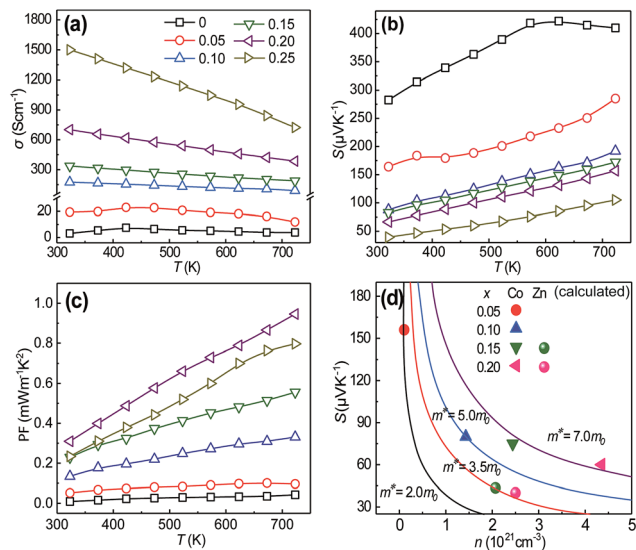 (a)
0
0.05
0.10
0.15
0.20
0.25
1800
1500
1200
900
600
300
20
0
σ (Scm⁻¹)
300 400 500 600 700
T (K)
(b)
400
350
300
250
200
150
100
50
0
S(μVK⁻¹)
300 400 500 600 700
T(K)
(c)
1.0
0.8
0.6
0.4
0.2
0.0
PF (mWm⁻¹K⁻²)
300 400 500 600 700
T (K)
(d)
x Co Zn (calculated)
0.05
0.10
0.15
0.20
180
150
120
90
60
30
S(μVK⁻¹)
m*=5.0m₀
m*=7.0m₀
m*=3.5m₀
m*=2.0m₀
0 1 2 3 4 5
n (10²¹cm⁻³)